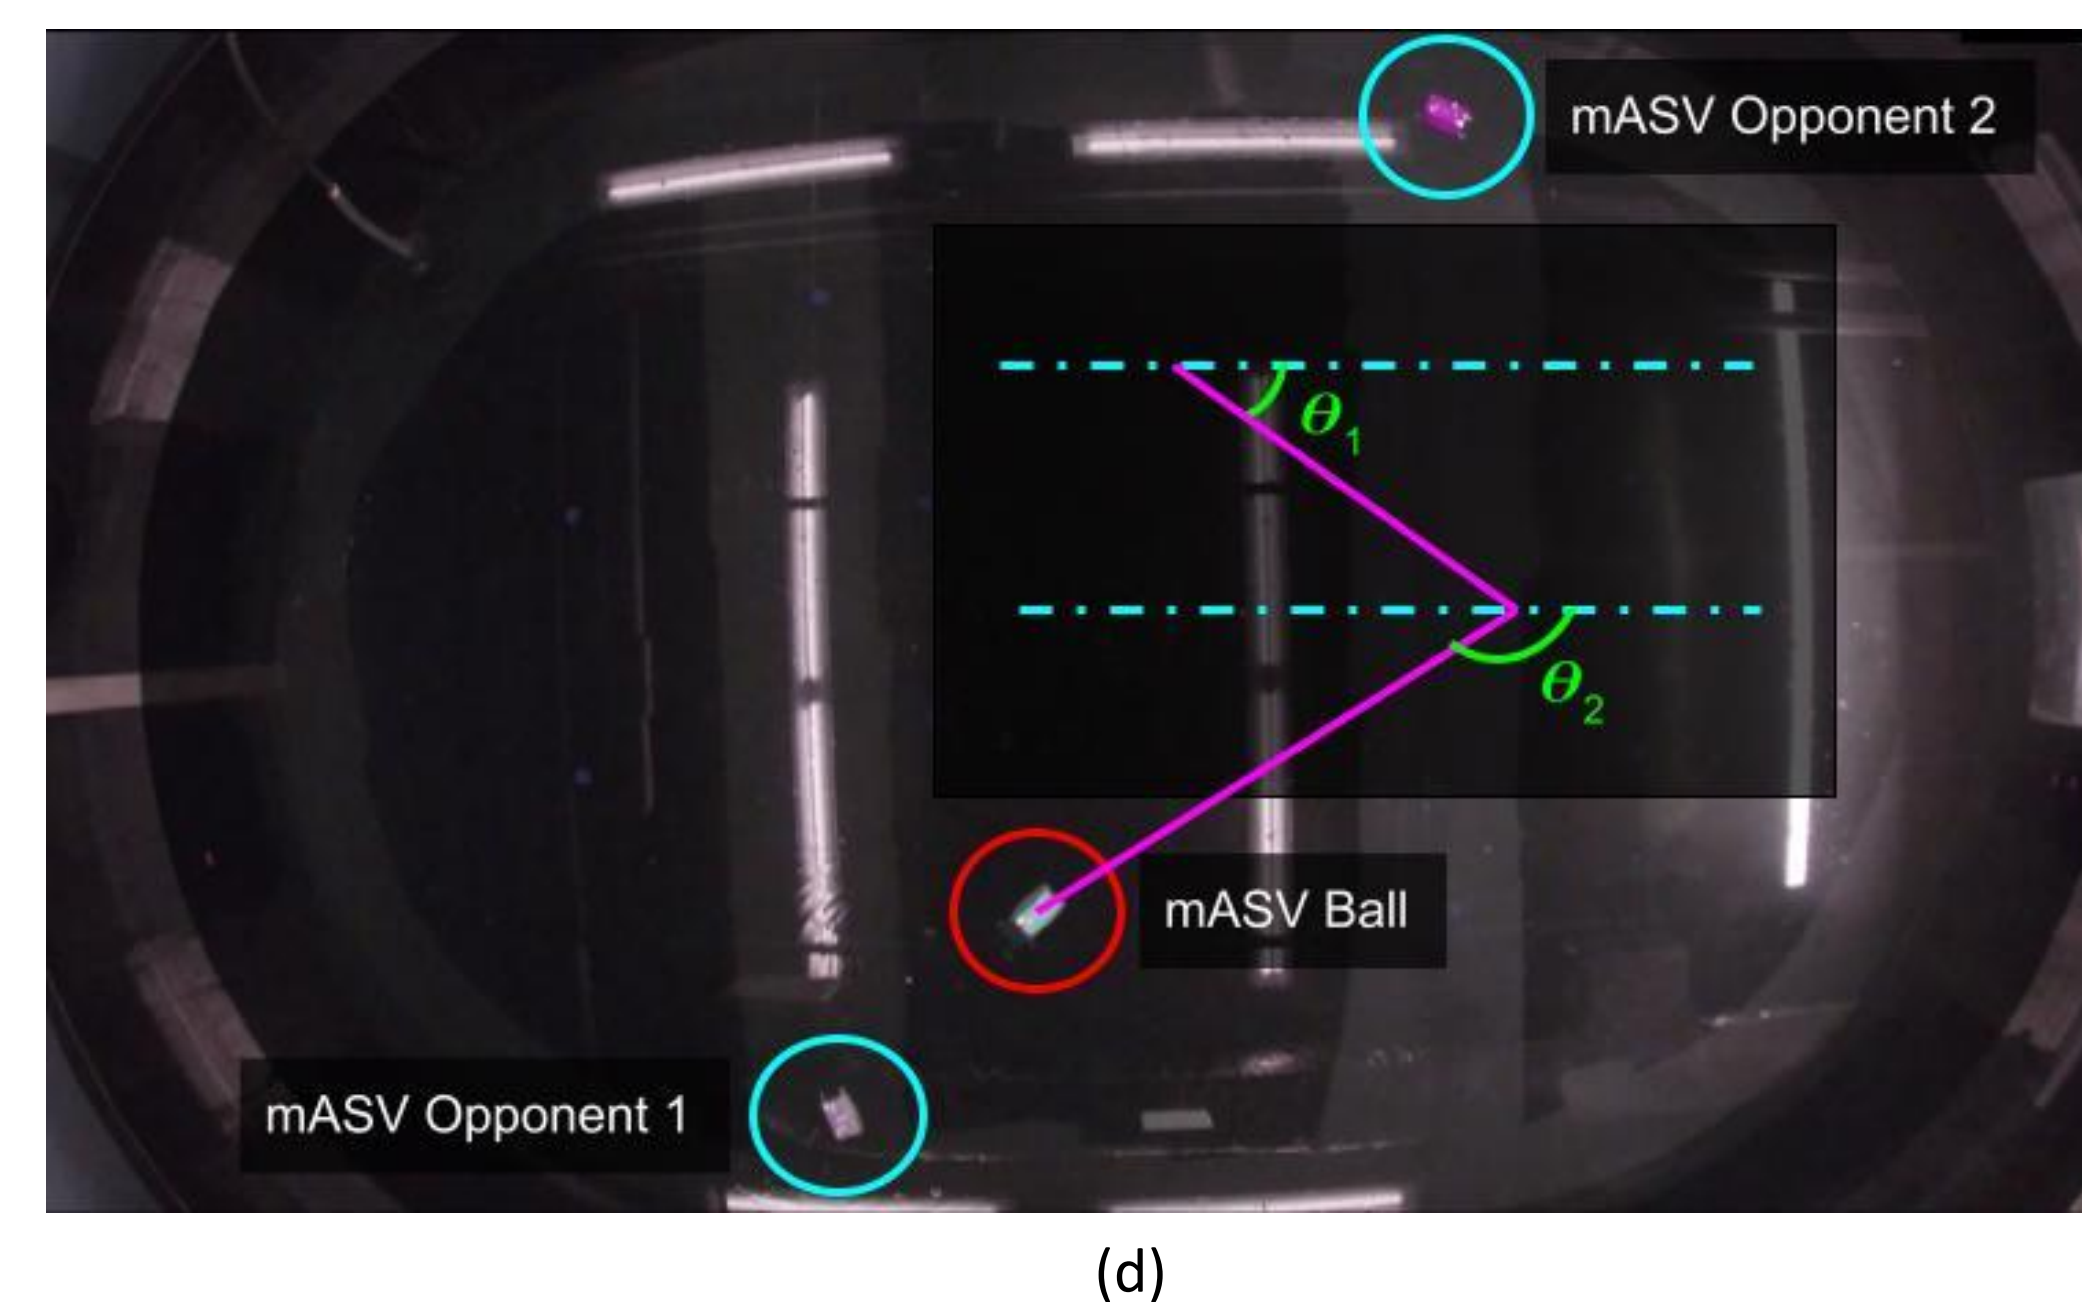 mASV Opponent 2
θ1
θ2
mASV Ball
mASV Opponent 1
(d)